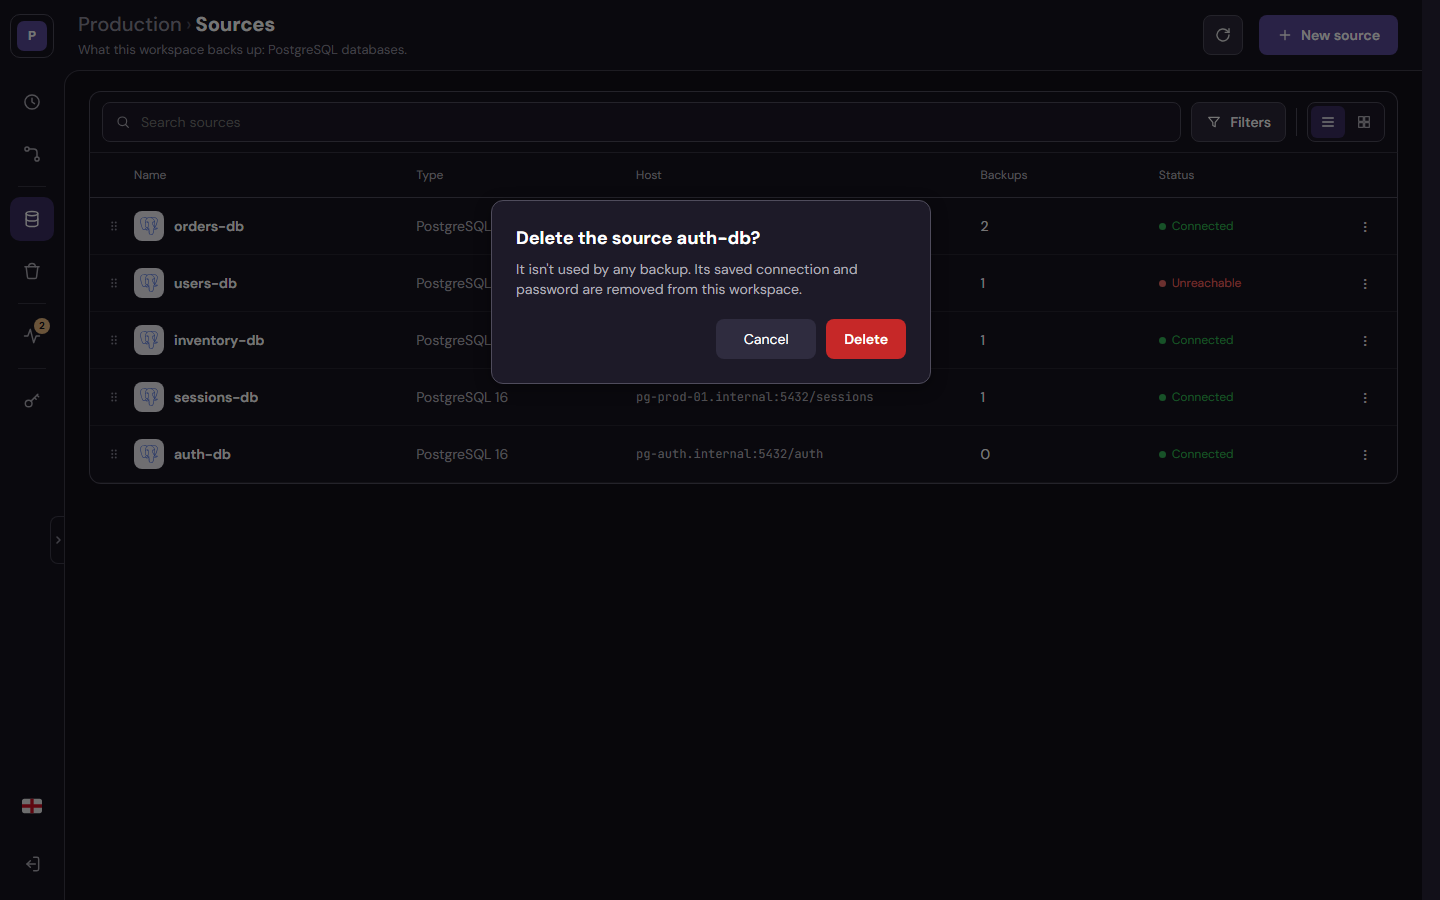 P
Production › Sources
What this workspace backs up: PostgreSQL databases.
New source
Search sources
Filters
Name Type Host Backups Status
orders-db PostgreSQL 2 Connected
Delete the source auth-db?
It isn't used by any backup. Its saved connection and
password are removed from this workspace.
Cancel Delete
users-db PostgreSQL 1 Unreachable
2
inventory-db PostgreSQL 1 Connected
sessions-db PostgreSQL 16 pg-prod-01.internal:5432/sessions 1 Connected
auth-db PostgreSQL 16 pg-auth.internal:5432/auth 0 Connected